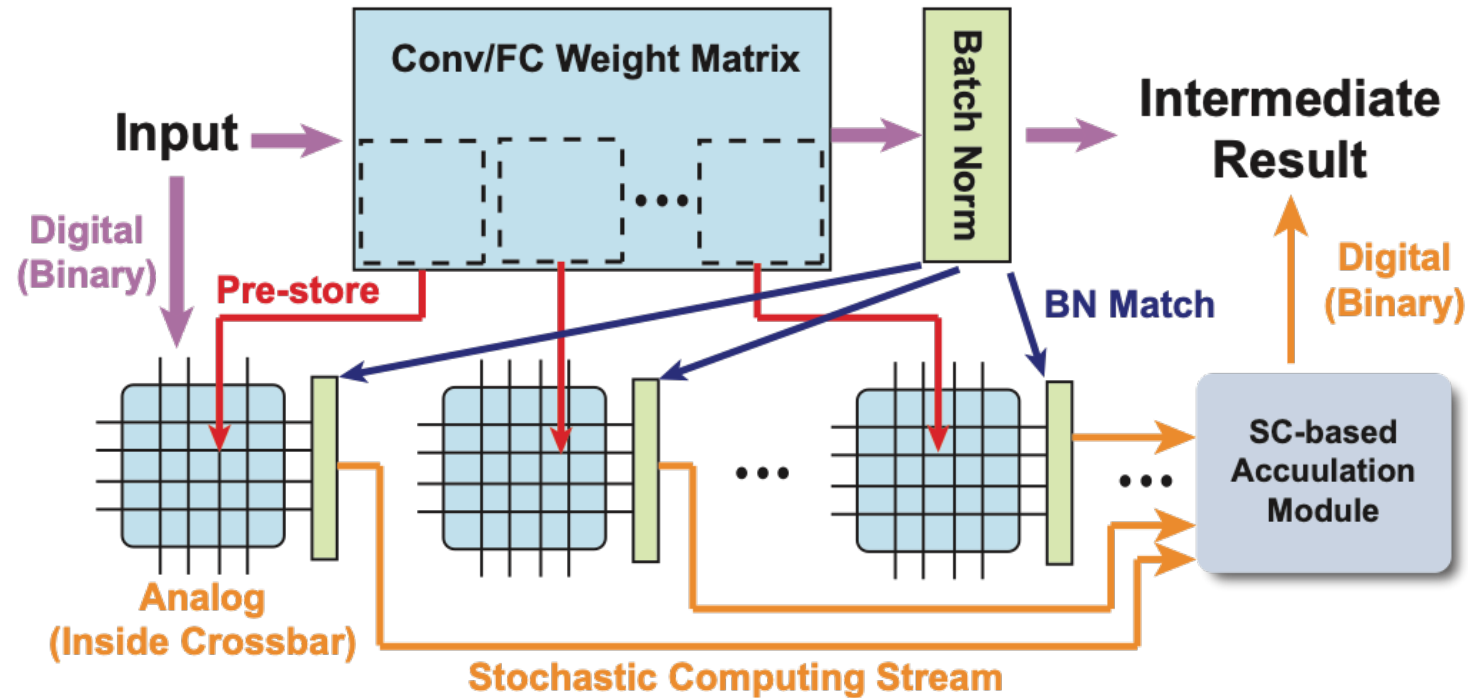 Conv/FC Weight Matrix
Batch Norm
Input
Intermediate
Result
Digital
(Binary)
Pre-store
BN Match
Digital
(Binary)
SC-based
Accuulation
Module
Analog
(Inside Crossbar)
Stochastic Computing Stream